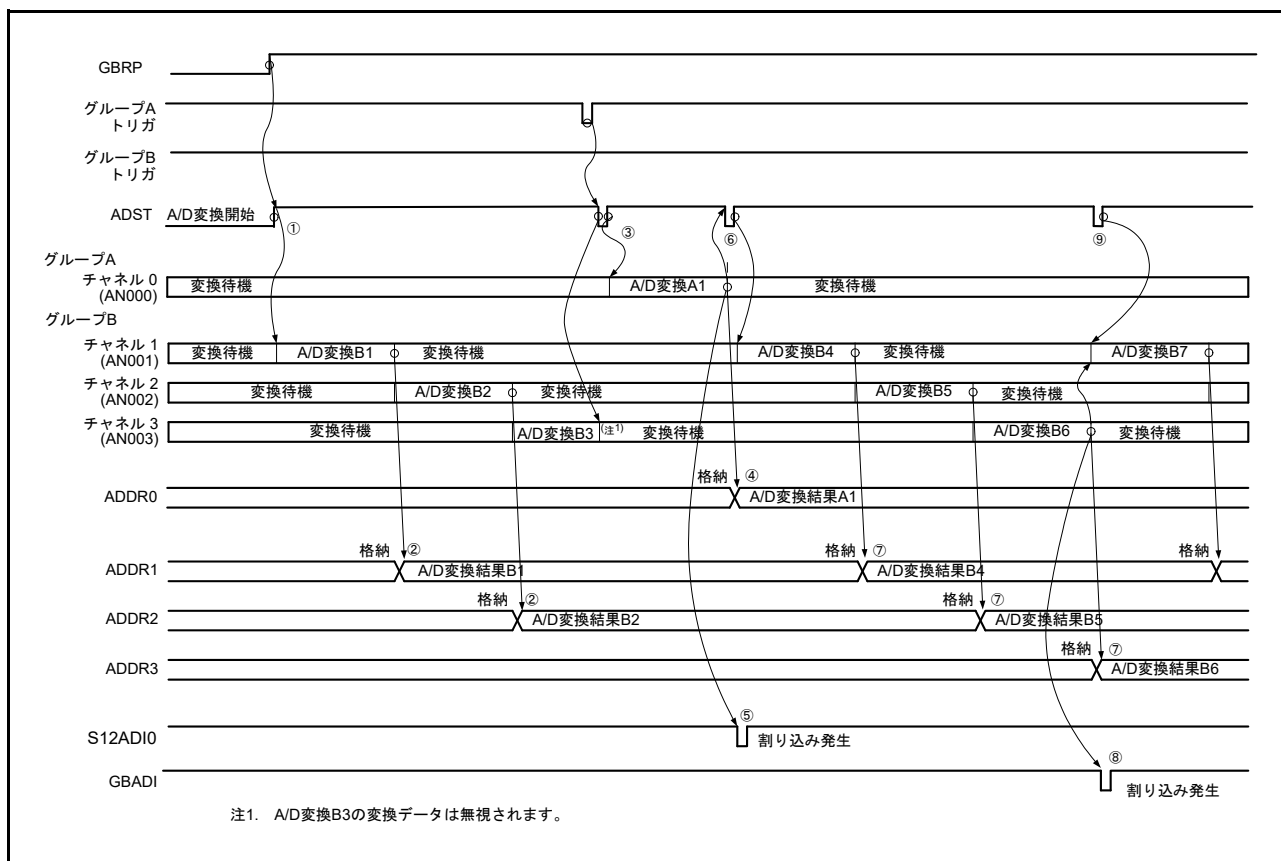 GBRP
グループA
トリガ
グループB
トリガ
ADST A/D変換開始 ① ③ ⑥ ⑨
グループA
チャネル 0
(AN000)
変換待機 A/D変換A1 変換待機
グループB
チャネル 1
(AN001)
変換待機 A/D変換B1 変換待機 A/D変換B4 変換待機 A/D変換B7
チャネル 2
(AN002)
変換待機 A/D変換B2 変換待機 A/D変換B5 変換待機
チャネル 3
(AN003)
変換待機 A/D変換B3 (注1) 変換待機 A/D変換B6 変換待機
格納 ④
ADDR0 A/D変換結果A1
格納 ② 格納 ⑦ 格納
ADDR1 A/D変換結果B1 A/D変換結果B4
格納 ② 格納 ⑦
ADDR2 A/D変換結果B2 A/D変換結果B5
格納 ⑦
ADDR3 A/D変換結果B6
⑤
S12ADI0 割り込み発生
⑧
GBADI 割り込み発生
注1. A/D変換B3の変換データは無視されます。